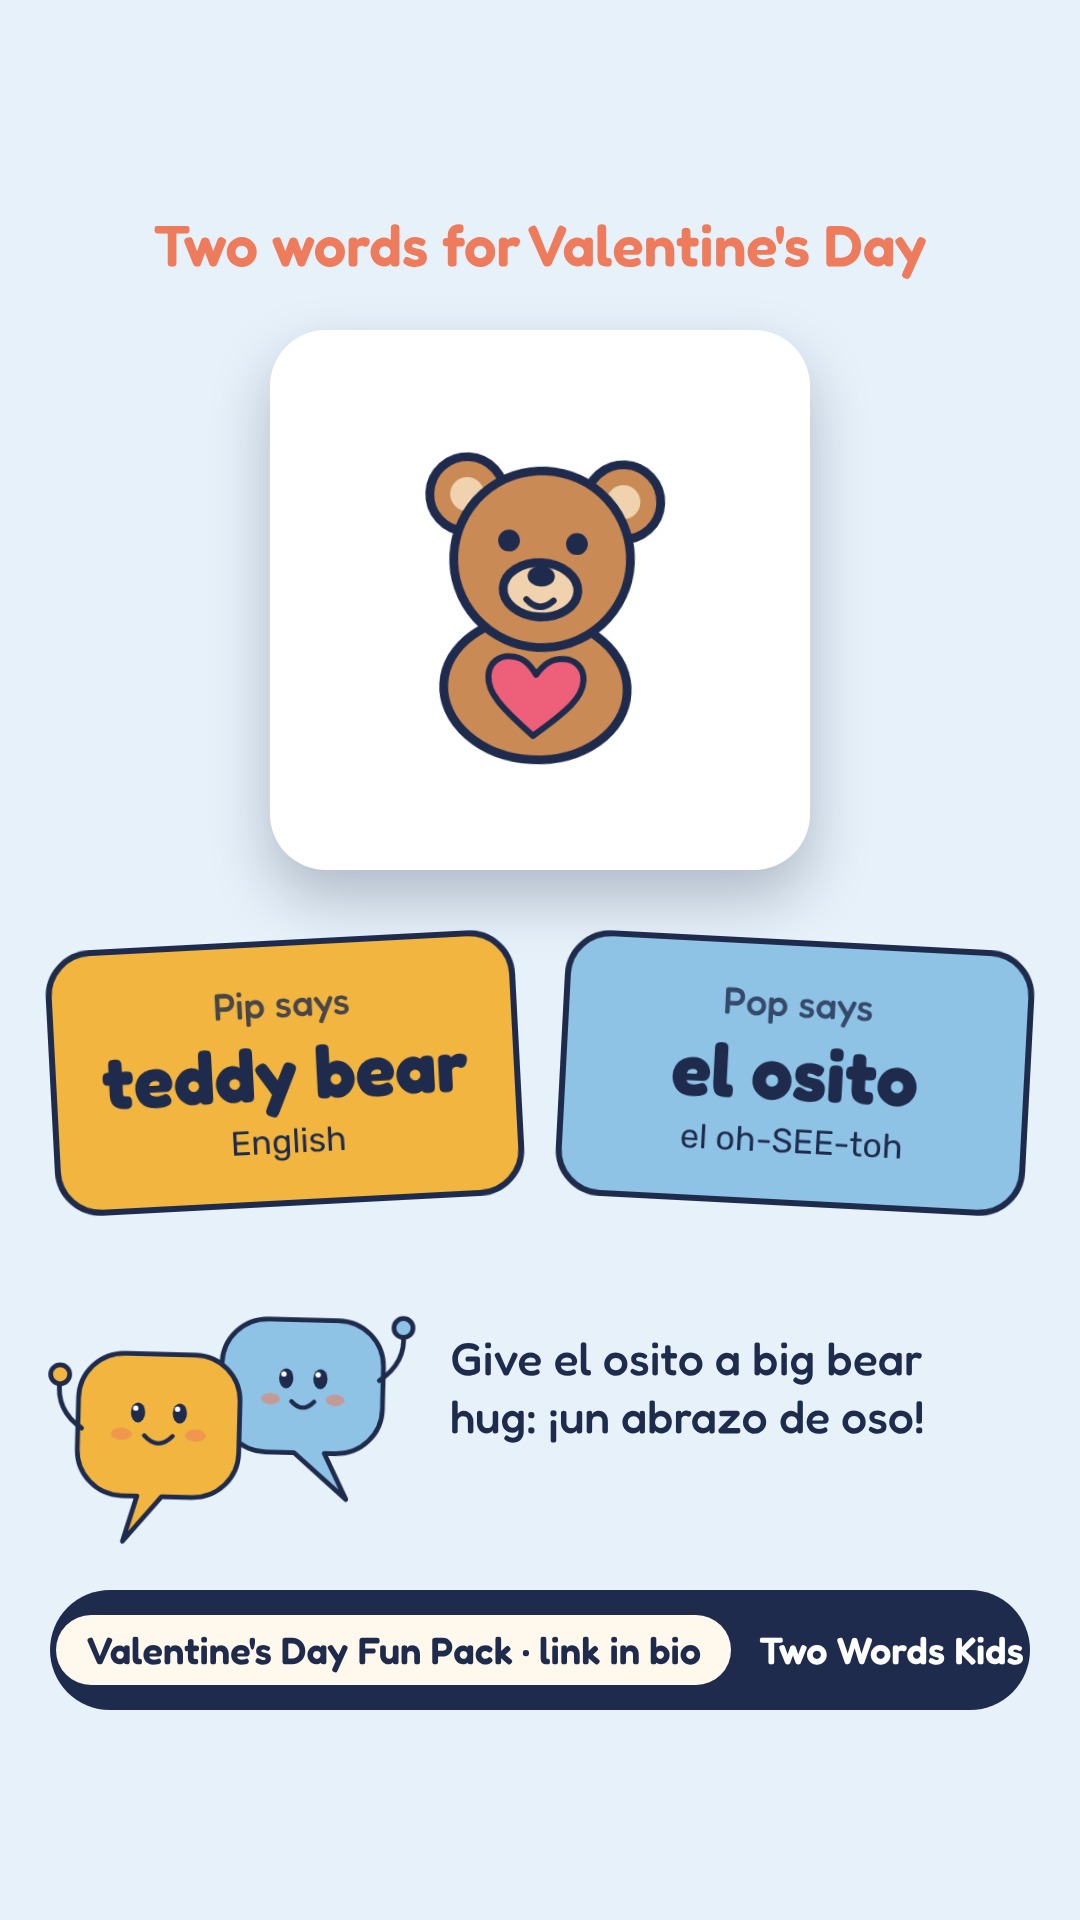 Two words for Valentine's Day
Pip says
teddy bear
English
Pop says
el osito
el oh-SEE-toh
Give el osito a big bear
hug: ¡un abrazo de oso!
Valentine's Day Fun Pack · link in bio
Two Words Kids